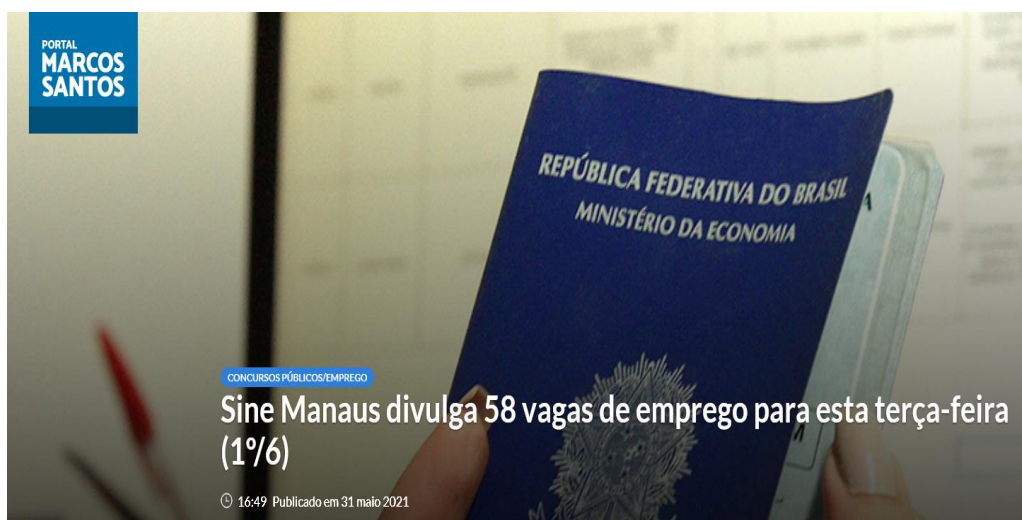 PORTAL
MARCOS
SANTOS
REPÚBLICA FEDERATIVA DO BRASIL
MINISTÉRIO DA ECONOMIA
CONCURSOS PÚBLICOS/EMPREGO
Sine Manaus divulga 58 vagas de emprego para esta terça-feira
(1º/6)
16:49 Publicado em 31 maio 2021